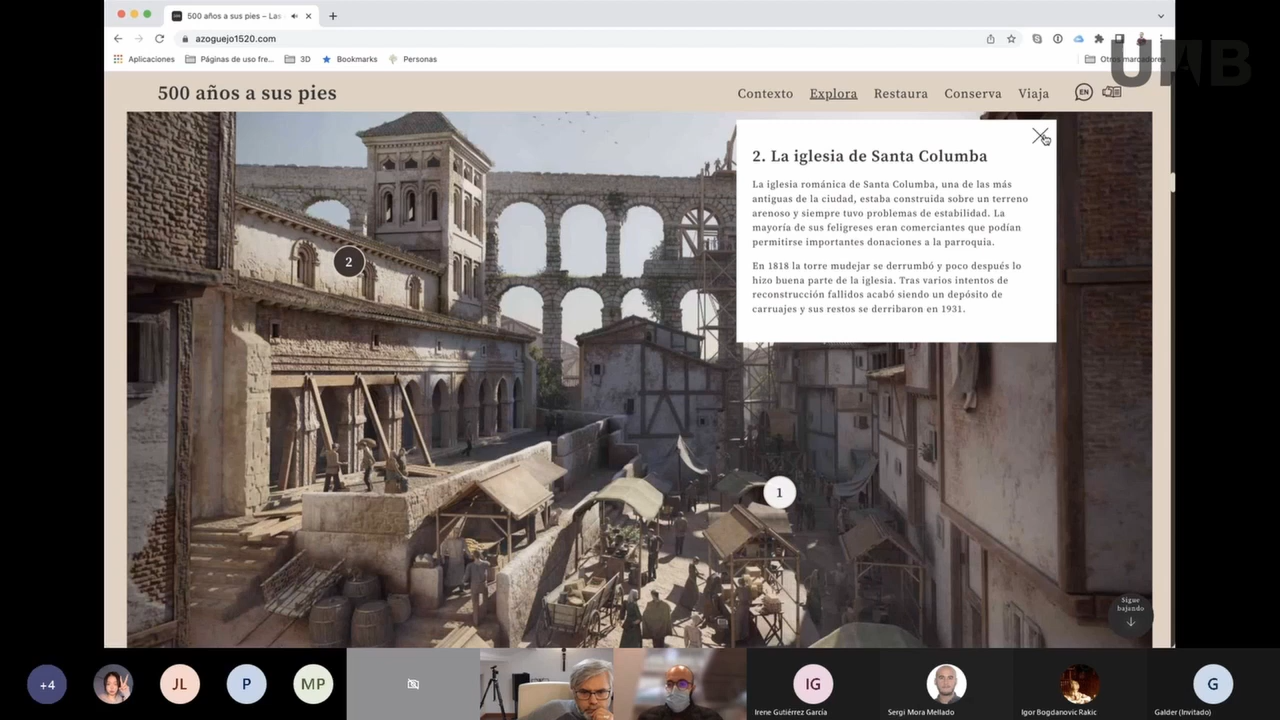 500 años a sus pies – Las
azoguejo1520.com
Aplicaciones
Páginas de uso fre...
3D
Bookmarks
Personas
Otros marcadores
UAB
500 años a sus pies
Contexto
Explora
Restaura
Conserva
Viaja
EN
2. La iglesia de Santa Columba
La iglesia románica de Santa Columba, una de las más
antiguas de la ciudad, estaba construida sobre un terreno
arenoso y siempre tuvo problemas de estabilidad. La
mayoría de sus feligreses eran comerciantes que podían
permitirse importantes donaciones a la parroquia.
En 1818 la torre mudejar se derrumbó y poco después lo
hizo buena parte de la iglesia. Tras varios intentos de
reconstrucción fallidos acabó siendo un depósito de
carruajes y sus restos se derribaron en 1931.
2
1
Sigue
bajando
+4
JL
P
MP
IG
Irene Gutiérrez García
Sergi Mora Mellado
Igor Bogdanovic Rakic
G
Galder (Invitado)